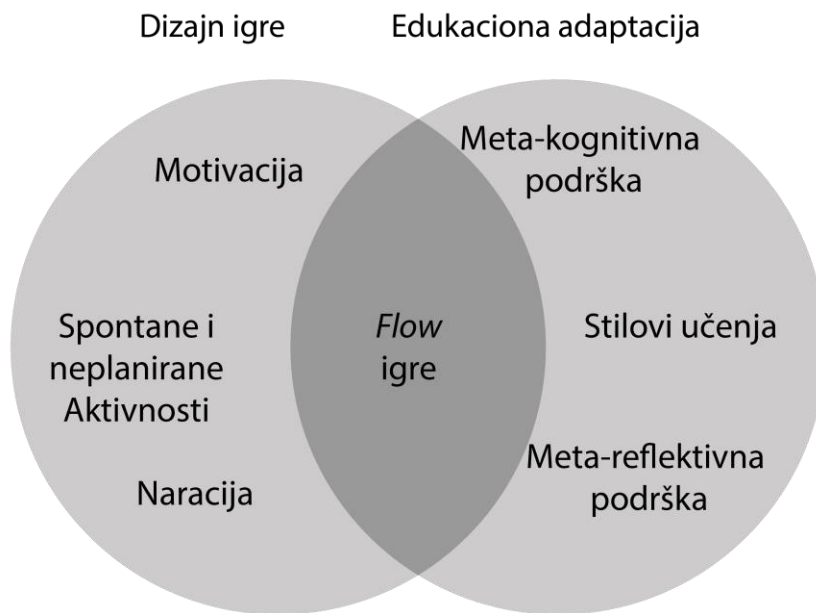 Dizajn igre
Edukaciona adaptacija
Motivacija
Spontane i
neplanirane
Aktivnosti
Naracija
Flow
igre
Meta-kognitivna
podrška
Stilovi učenja
Meta-reflektivna
podrška